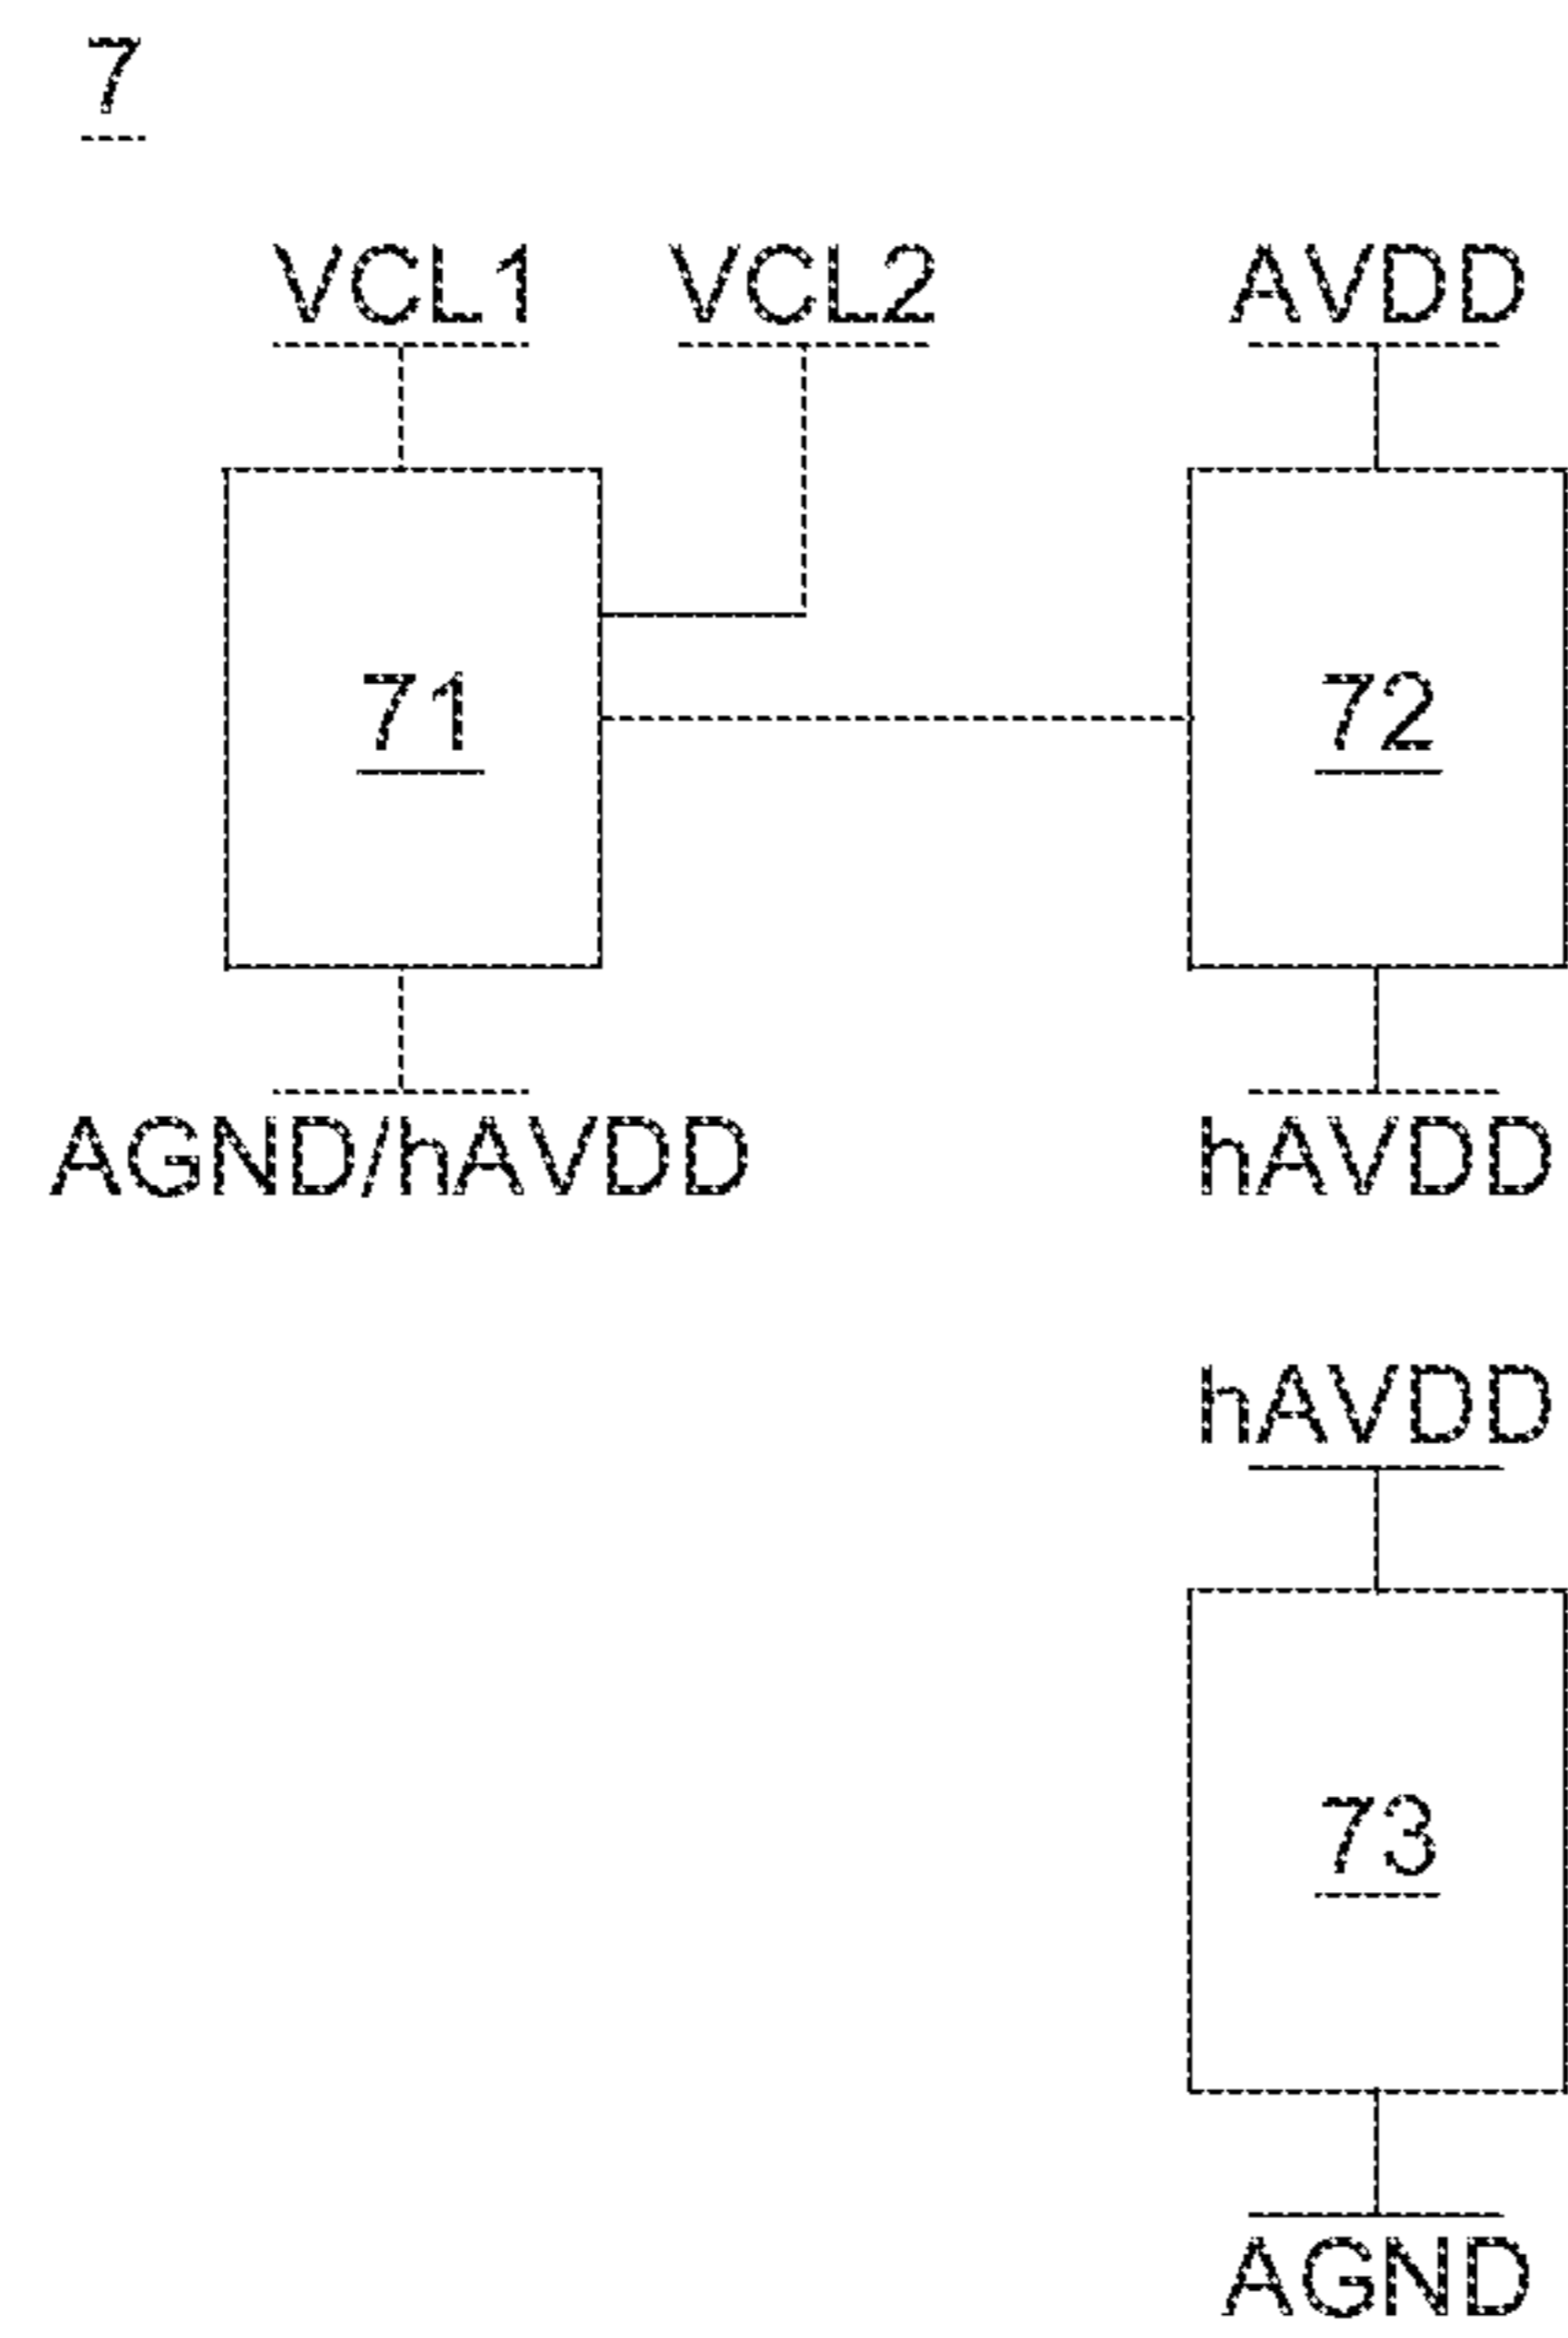 7
VCL1 VCL2 AVDD
71 72
AGND/hAVDD hAVDD
hAVDD
73
AGND